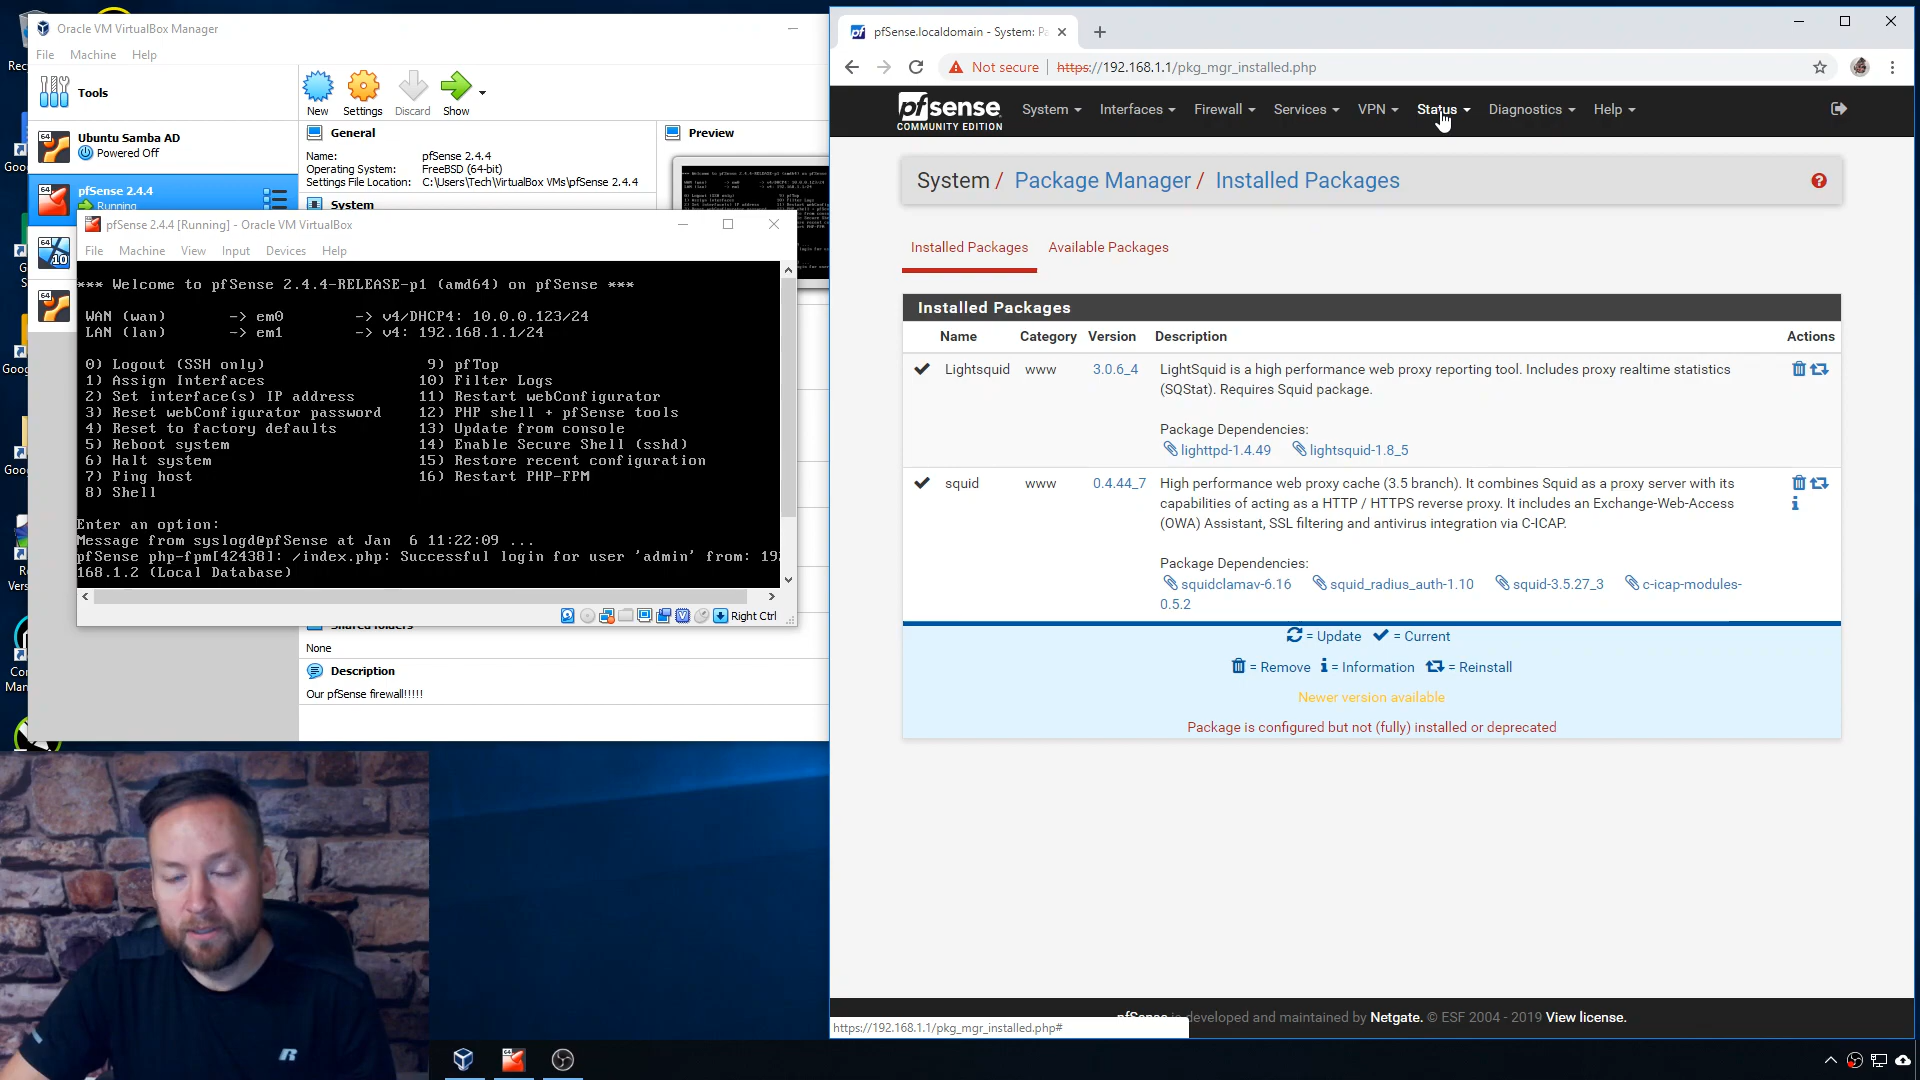 Oracle VM VirtualBox Manager
File Machine Help
Tools
New Settings Discard Show
Ubuntu Samba AD
Powered Off
pfSense 2.4.4
Running
General
Name: pfSense 2.4.4
Operating System: FreeBSD (64-bit)
Settings File Location: C:\Users\Tech\VirtualBox VMs\pfSense 2.4.4
System
Preview
pfSense 2.4.4 [Running] - Oracle VM VirtualBox
File Machine View Input Devices Help
*** Welcome to pfSense 2.4.4-RELEASE-p1 (amd64) on pfSense ***
WAN (wan) -> em0 -> v4/DHCP4: 10.0.0.123/24
LAN (lan) -> em1 -> v4: 192.168.1.1/24
0) Logout (SSH only) 9) pfTop
1) Assign Interfaces 10) Filter Logs
2) Set interface(s) IP address 11) Restart webConfigurator
3) Reset webConfigurator password 12) PHP shell + pfSense tools
4) Reset to factory defaults 13) Update from console
5) Reboot system 14) Enable Secure Shell (sshd)
6) Halt system 15) Restore recent configuration
7) Ping host 16) Restart PHP-FPM
8) Shell
Enter an option:
Message from syslogd@pfSense at Jan 6 11:22:09 ...
pfSense php-fpm[42438]: /index.php: Successful login for user 'admin' from: 192
168.1.2 (Local Database)
Right Ctrl
Shared folders
None
Description
Our pfSense firewall!!!!!
pfSense.localdomain - System: Pa
Not secure | https://192.168.1.1/pkg_mgr_installed.php
pfsense
COMMUNITY EDITION
System Interfaces Firewall Services VPN Status Diagnostics Help
System / Package Manager / Installed Packages
Installed Packages Available Packages
Installed Packages
Name Category Version Description Actions
Lightsquid www 3.0.6_4 LightSquid is a high performance web proxy reporting tool. Includes proxy realtime statistics
(SQStat). Requires Squid package.
Package Dependencies:
lighttpd-1.4.49 lightsquid-1.8_5
squid www 0.4.44_7 High performance web proxy cache (3.5 branch). It combines Squid as a proxy server with its
capabilities of acting as a HTTP / HTTPS reverse proxy. It includes an Exchange-Web-Access
(OWA) Assistant, SSL filtering and antivirus integration via C-ICAP.
Package Dependencies:
squidclamav-6.16 squid_radius_auth-1.10 squid-3.5.27_3 c-icap-modules-
0.5.2
= Update = Current
= Remove = Information = Reinstall
Newer version available
Package is configured but not (fully) installed or deprecated
pfSense is developed and maintained by Netgate. © ESF 2004 - 2019 View license.
https://192.168.1.1/pkg_mgr_installed.php#